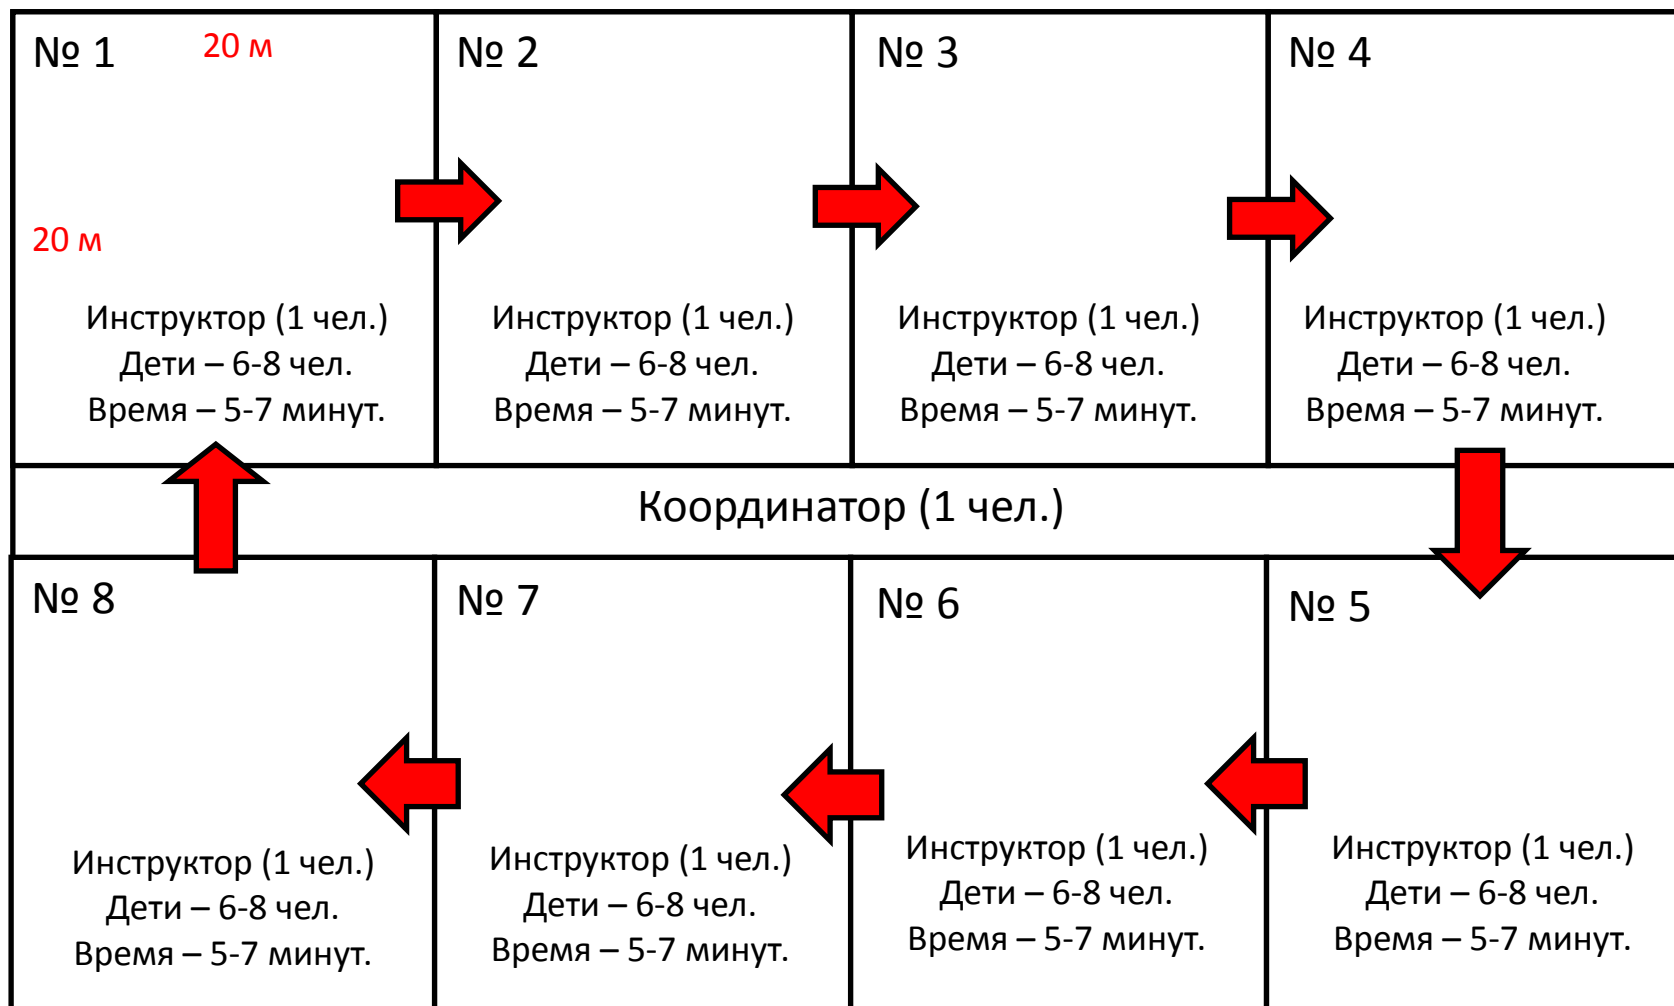 № 1
20 м
20 м
Инструктор (1 чел.)
Дети – 6-8 чел.
Время – 5-7 минут.
№ 2
Инструктор (1 чел.)
Дети – 6-8 чел.
Время – 5-7 минут.
№ 3
Инструктор (1 чел.)
Дети – 6-8 чел.
Время – 5-7 минут.
№ 4
Инструктор (1 чел.)
Дети – 6-8 чел.
Время – 5-7 минут.
Координатор (1 чел.)
№ 8
Инструктор (1 чел.)
Дети – 6-8 чел.
Время – 5-7 минут.
№ 7
Инструктор (1 чел.)
Дети – 6-8 чел.
Время – 5-7 минут.
№ 6
Инструктор (1 чел.)
Дети – 6-8 чел.
Время – 5-7 минут.
№ 5
Инструктор (1 чел.)
Дети – 6-8 чел.
Время – 5-7 минут.